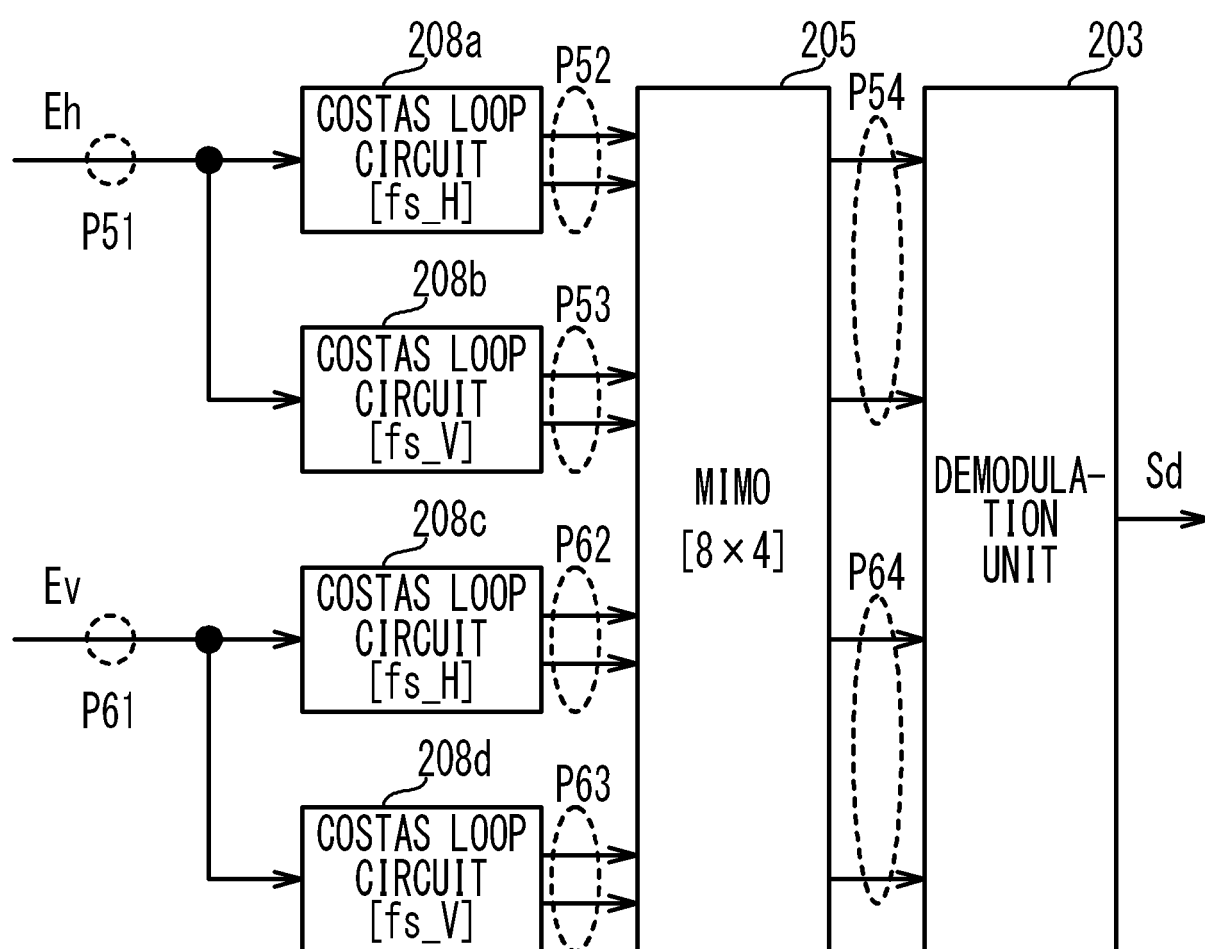 208a
205
203
P52
P54
Eh
COSTAS LOOP
CIRCUIT
[fs_H]
P51
208b
P53
COSTAS LOOP
CIRCUIT
[fs_V]
MIMO
[8×4]
DEMODULA-
TION
UNIT
Sd
208c
P62
P64
Ev
COSTAS LOOP
CIRCUIT
[fs_H]
P61
208d
P63
COSTAS LOOP
CIRCUIT
[fs_V]